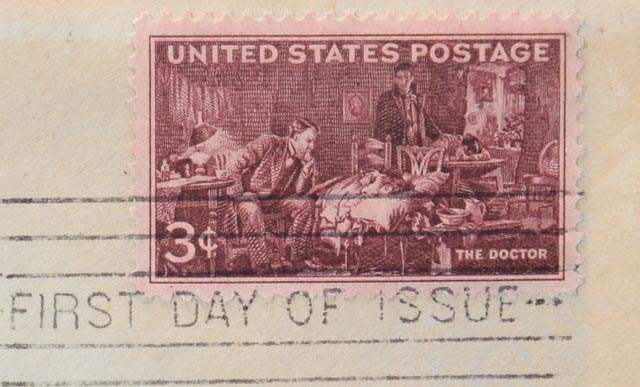 UNITED STATES POSTAGE
3¢
THE DOCTOR
FIRST DAY OF ISSUE